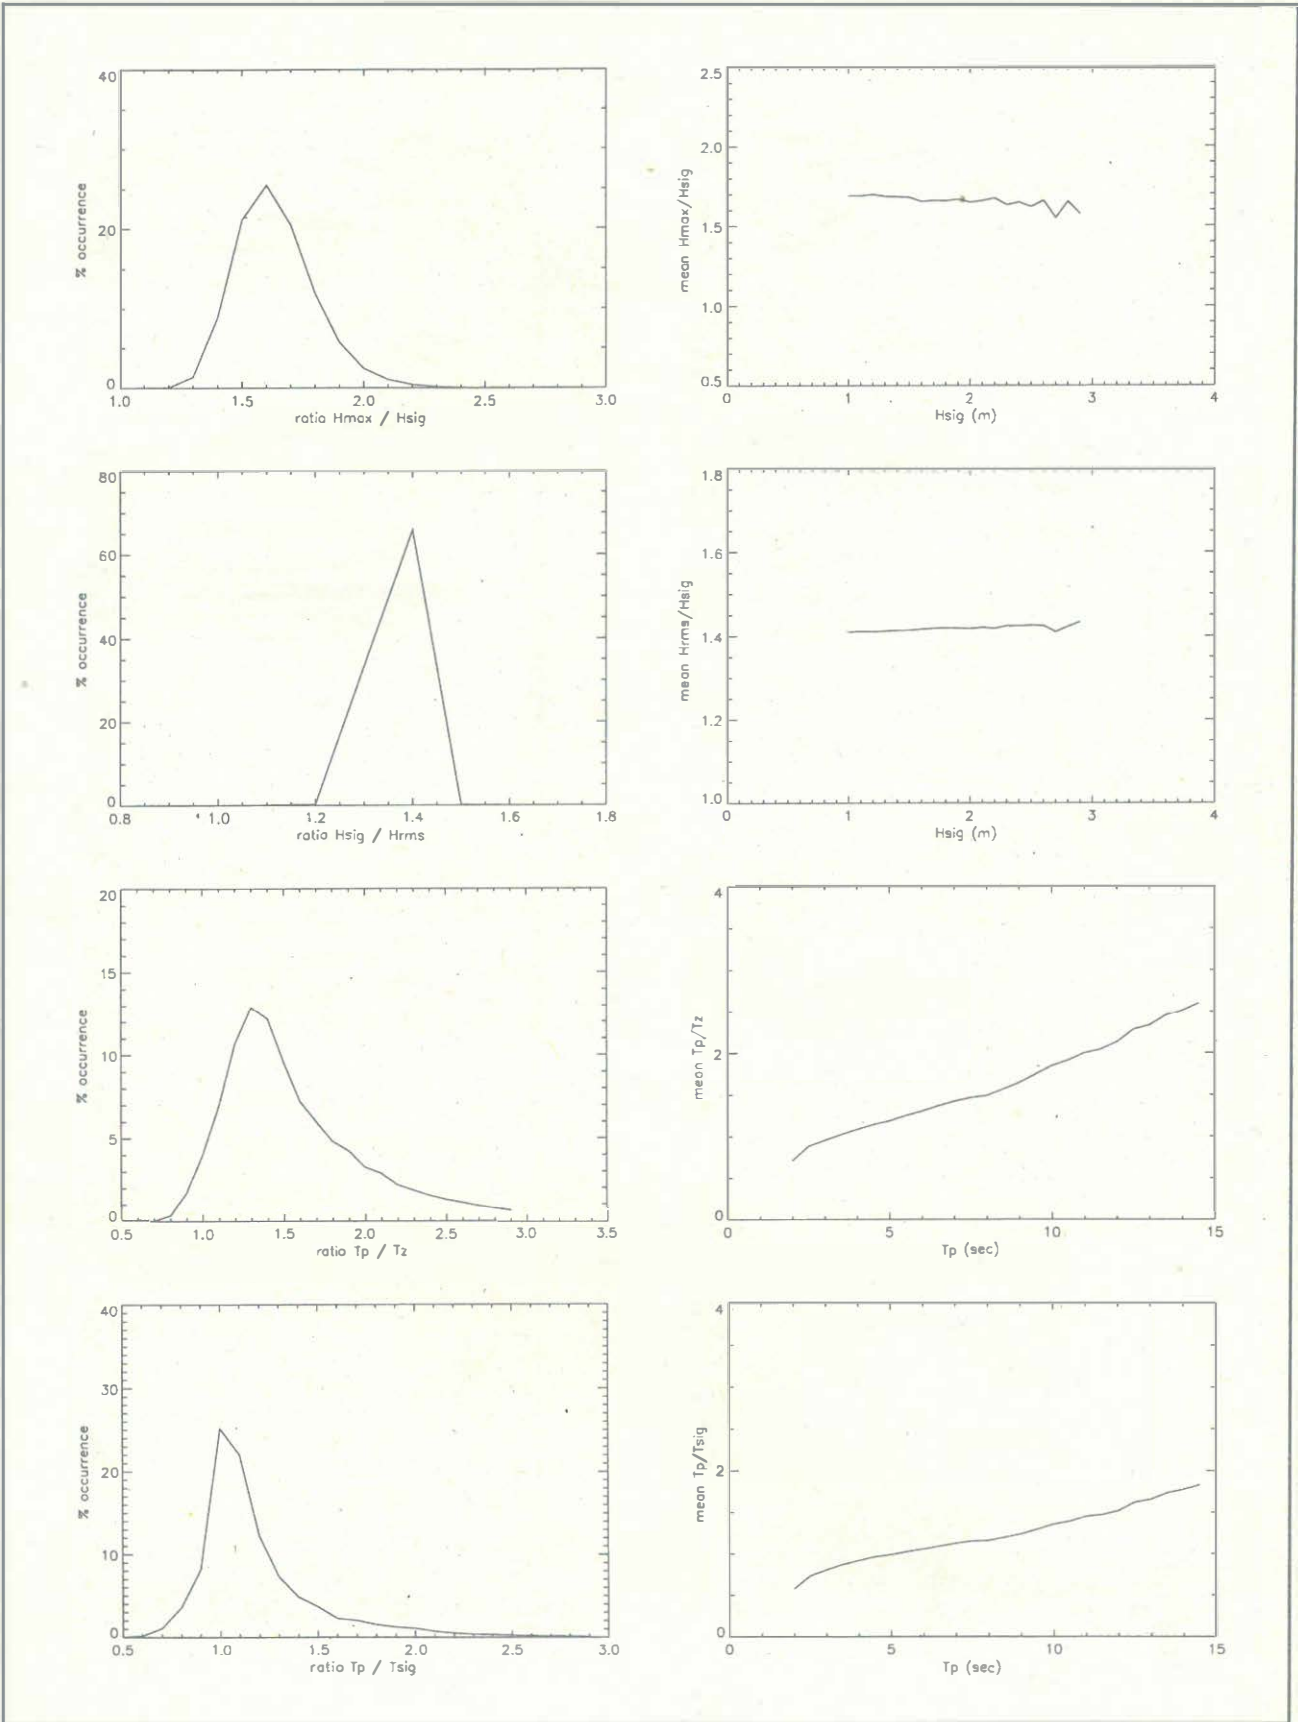 40
20
0
1.0 1.5 2.0 2.5 3.0
% occurrence
ratio Hmax / Hsig
2.5
2.0
1.5
1.0
0.5
0 1 2 3 4
mean Hmax/Hsig
Hsig (m)
80
60
40
20
0
0.8 1.0 1.2 1.4 1.6 1.8
% occurrence
ratio Hsig / Hrms
1.8
1.6
1.4
1.2
1.0
0 1 2 3 4
mean Hrms/Hsig
Hsig (m)
20
15
10
5
0
0.5 1.0 1.5 2.0 2.5 3.0 3.5
% occurrence
ratio Tp / Tz
4
2
0
0 5 10 15
mean Tp/Tz
Tp (sec)
40
30
20
10
0
0.5 1.0 1.5 2.0 2.5 3.0
% occurrence
ratio Tp / Tsig
4
2
0
0 5 10 15
mean Tp/Tsig
Tp (sec)